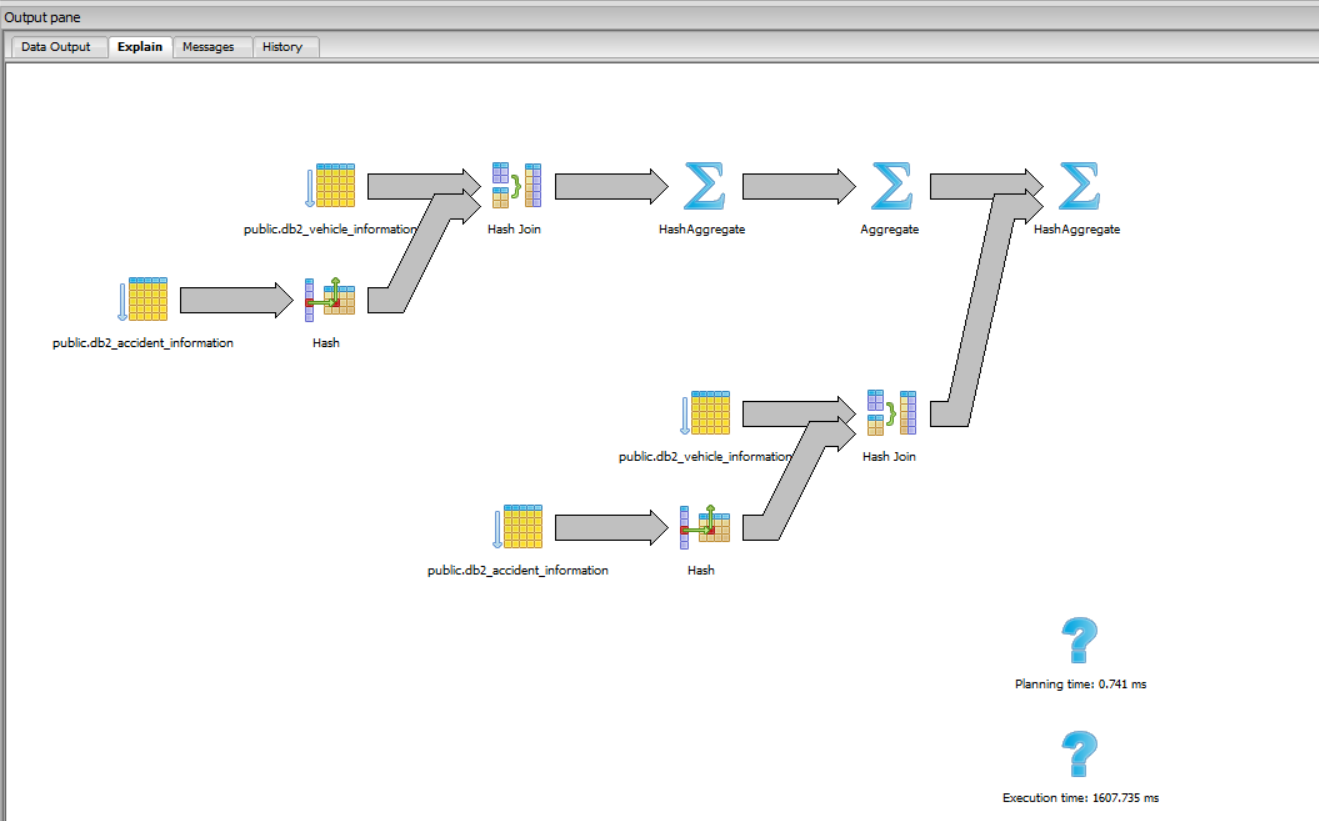 Output pane
Data Output Explain Messages History
public.db2_vehicle_information Hash Join HashAggregate Aggregate HashAggregate
public.db2_accident_information Hash
public.db2_vehicle_information Hash Join
public.db2_accident_information Hash
Planning time: 0.741 ms
Execution time: 1607.735 ms